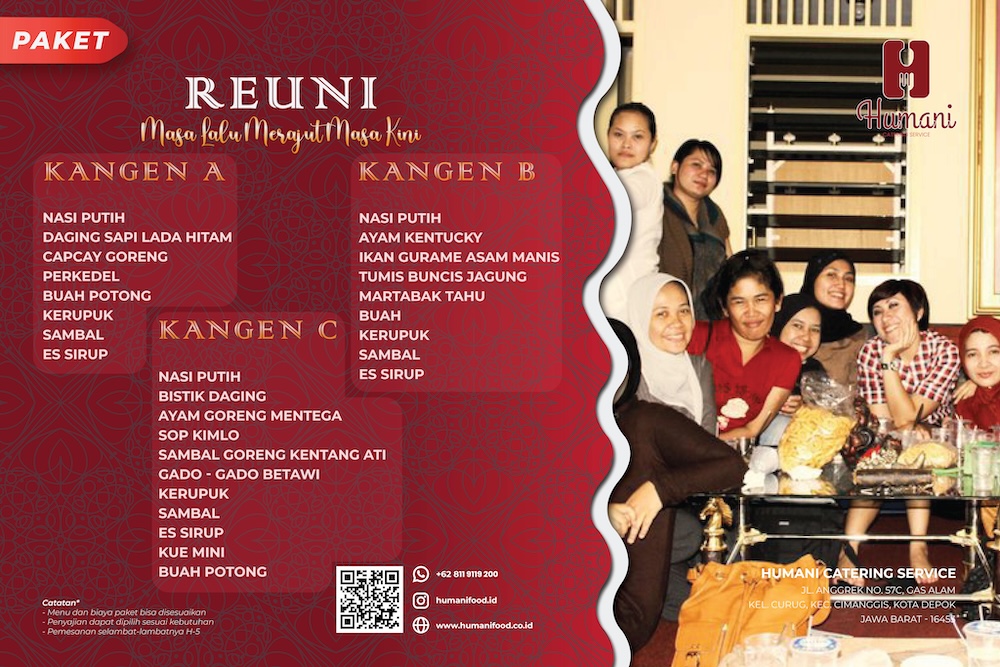 PAKET
REUNI
Masa Lalu Merajut Masa Kini
KANGEN A
NASI PUTIH
DAGING SAPI LADA HITAM
CAPCAY GORENG
PERKEDEL
BUAH POTONG
KERUPUK
SAMBAL
ES SIRUP
KANGEN B
NASI PUTIH
AYAM KENTUCKY
IKAN GURAME ASAM MANIS
TUMIS BUNCIS JAGUNG
MARTABAK TAHU
BUAH
KERUPUK
SAMBAL
ES SIRUP
KANGEN C
NASI PUTIH
BISTIK DAGING
AYAM GORENG MENTEGA
SOP KIMLO
SAMBAL GORENG KENTANG ATI
GADO - GADO BETAWI
KERUPUK
SAMBAL
ES SIRUP
KUE MINI
BUAH POTONG
Catatan*
- Menu dan biaya paket bisa disesuaikan
- Penyajian dapat dipilih sesuai kebutuhan
- Pemesanan selambat-lambatnya H-5
+62 811 9119 200
humanifood.id
www.humanifood.co.id
Humani
SERVICE
HUMANI CATERING SERVICE
JL. ANGGREK NO. 57C, GAS ALAM
KEL. CURUG, KEC. CIMANGGIS, KOTA DEPOK
JAWA BARAT - 16453